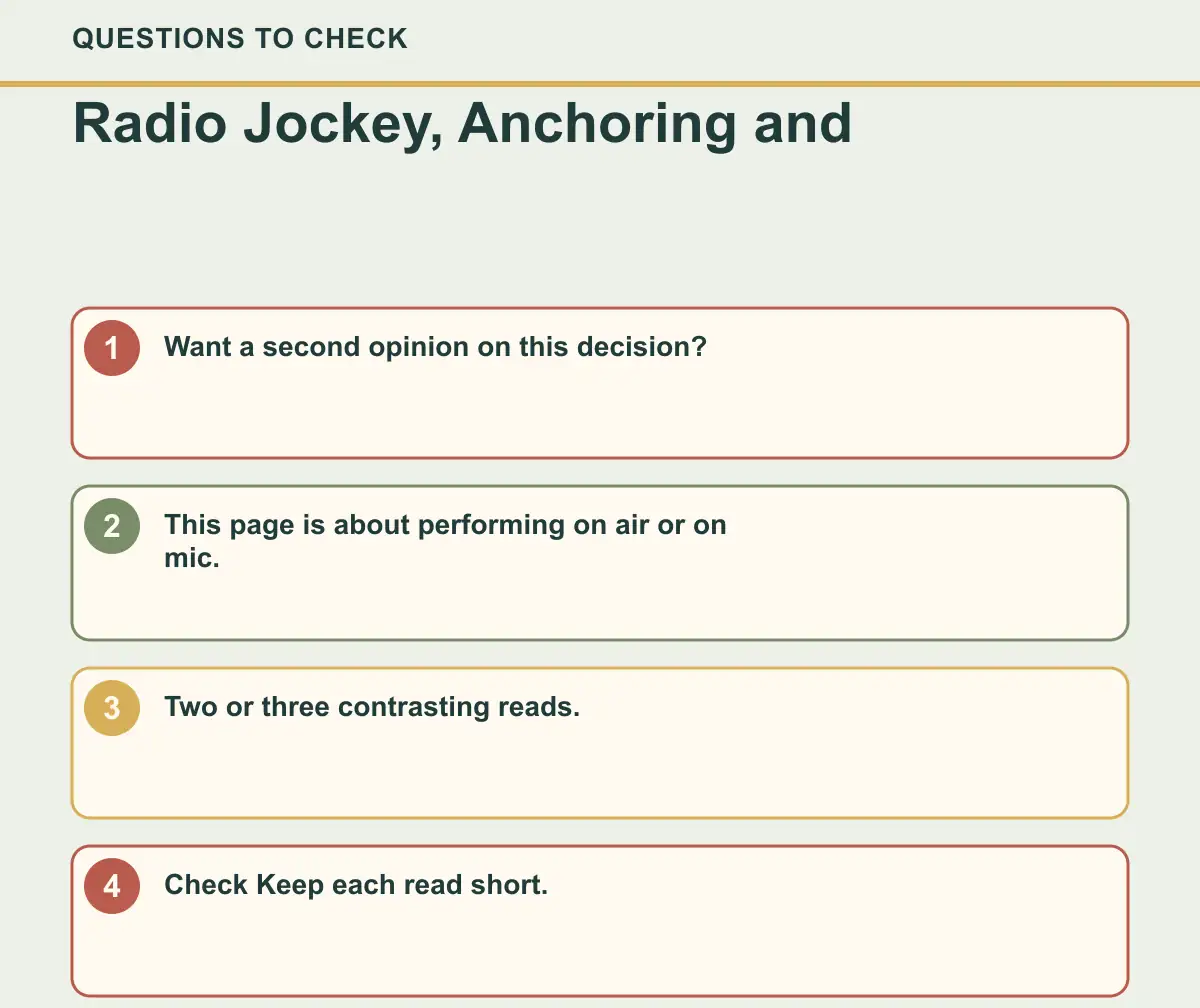 QUESTIONS TO CHECK
Radio Jockey, Anchoring and
1 Want a second opinion on this decision?
2 This page is about performing on air or on
mic.
3 Two or three contrasting reads.
4 Check Keep each read short.